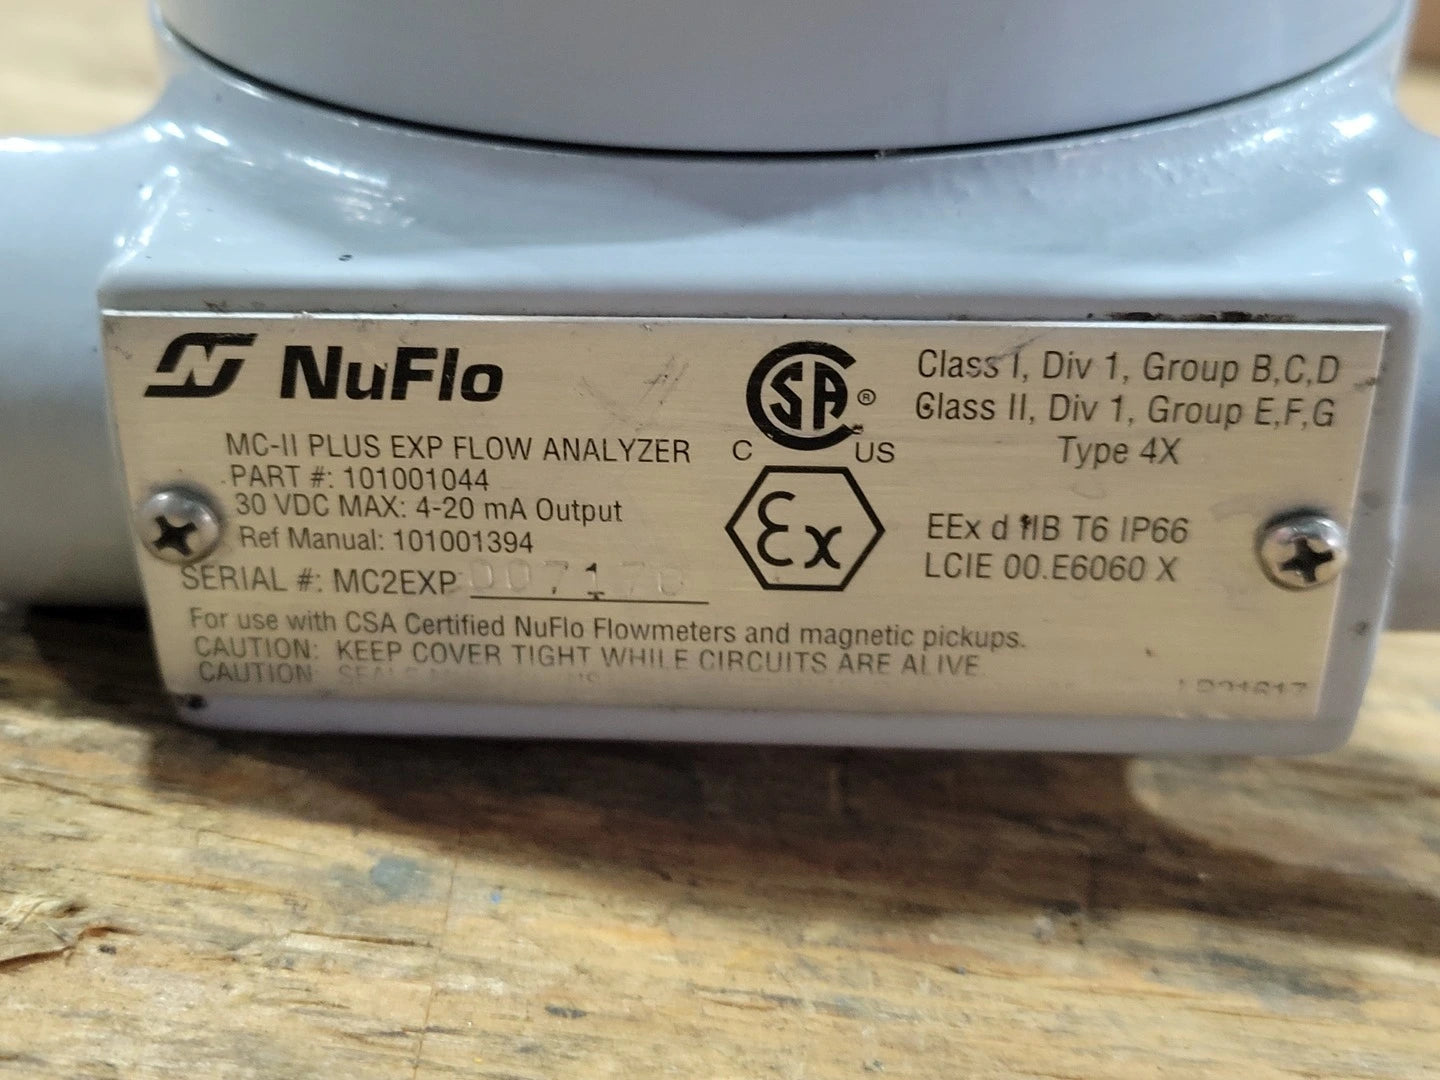 NuFlo
MC-II PLUS EXP FLOW ANALYZER
PART #: 101001044
30 VDC MAX: 4-20 mA Output
Ref Manual: 101001394
SERIAL #: MC2EXP 007170
CSA ®
C US
Class I, Div 1, Group B,C,D
Class II, Div 1, Group E,F,G
Type 4X
Ex
EEx d IIB T6 IP66
LCIE 00.E6060 X
For use with CSA Certified NuFlo Flowmeters and magnetic pickups.
CAUTION: KEEP COVER TIGHT WHILE CIRCUITS ARE ALIVE.
CAUTION: